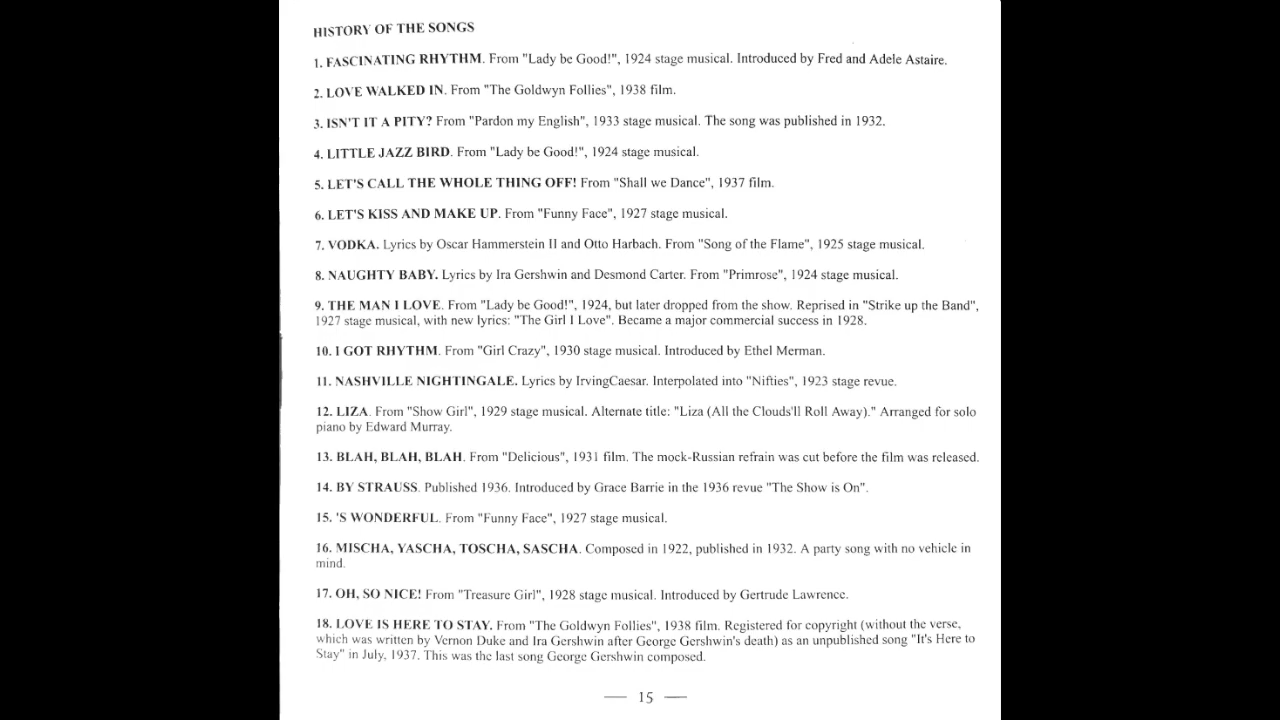 HISTORY OF THE SONGS
1. FASCINATING RHYTHM. From "Lady be Good!", 1924 stage musical. Introduced by Fred and Adele Astaire.
2. LOVE WALKED IN. From "The Goldwyn Follies", 1938 film.
3. ISN'T IT A PITY? From "Pardon my English", 1933 stage musical. The song was published in 1932.
4. LITTLE JAZZ BIRD. From "Lady be Good!", 1924 stage musical.
5. LET'S CALL THE WHOLE THING OFF! From "Shall we Dance", 1937 film.
6. LET'S KISS AND MAKE UP. From "Funny Face", 1927 stage musical.
7. VODKA. Lyrics by Oscar Hammerstein II and Otto Harbach. From "Song of the Flame", 1925 stage musical.
8. NAUGHTY BABY. Lyrics by Ira Gershwin and Desmond Carter. From "Primrose", 1924 stage musical.
9. THE MAN I LOVE. From "Lady be Good!", 1924, but later dropped from the show. Reprised in "Strike up the Band",
1927 stage musical, with new lyrics: "The Girl I Love". Became a major commercial success in 1928.
10. I GOT RHYTHM. From "Girl Crazy", 1930 stage musical. Introduced by Ethel Merman.
11. NASHVILLE NIGHTINGALE. Lyrics by IrvingCaesar. Interpolated into "Nifties", 1923 stage revue.
12. LIZA. From "Show Girl", 1929 stage musical. Alternate title: "Liza (All the Clouds'll Roll Away)." Arranged for solo
piano by Edward Murray.
13. BLAH, BLAH, BLAH. From "Delicious", 1931 film. The mock-Russian refrain was cut before the film was released.
14. BY STRAUSS. Published 1936. Introduced by Grace Barrie in the 1936 revue "The Show is On".
15. 'S WONDERFUL. From "Funny Face", 1927 stage musical.
16. MISCHA, YASCHA, TOSCHA, SASCHA. Composed in 1922, published in 1932. A party song with no vehicle in
mind.
17. OH, SO NICE! From "Treasure Girl", 1928 stage musical. Introduced by Gertrude Lawrence.
18. LOVE IS HERE TO STAY. From "The Goldwyn Follies", 1938 film. Registered for copyright (without the verse,
which was written by Vernon Duke and Ira Gershwin after George Gershwin's death) as an unpublished song "It's Here to
Stay" in July, 1937. This was the last song George Gershwin composed.
— 15 —